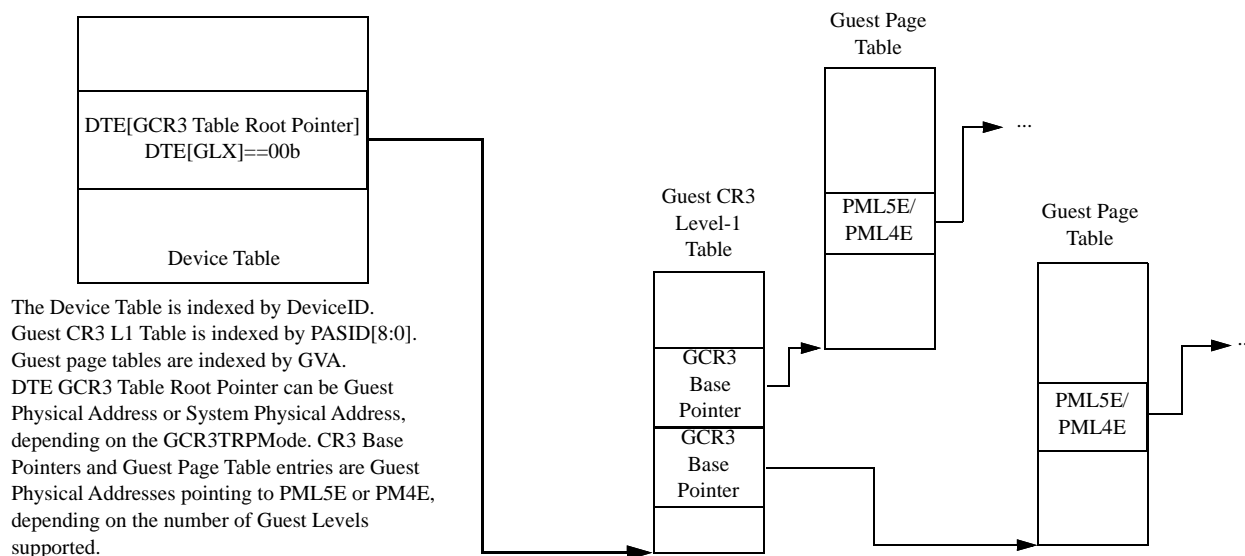 DTE[GCR3 Table Root Pointer]
DTE[GLX]==00b
Device Table
The Device Table is indexed by DeviceID.
Guest CR3 L1 Table is indexed by PASID[8:0].
Guest page tables are indexed by GVA.
DTE GCR3 Table Root Pointer can be Guest
Physical Address or System Physical Address,
depending on the GCR3TRPMode. CR3 Base
Pointers and Guest Page Table entries are Guest
Physical Addresses pointing to PML5E or PM4E,
depending on the number of Guest Levels
supported.
Guest CR3
Level-1
Table
GCR3
Base
Pointer
GCR3
Base
Pointer
Guest Page
Table
PML5E/
PML4E
...
Guest Page
Table
PML5E/
PML4E
..